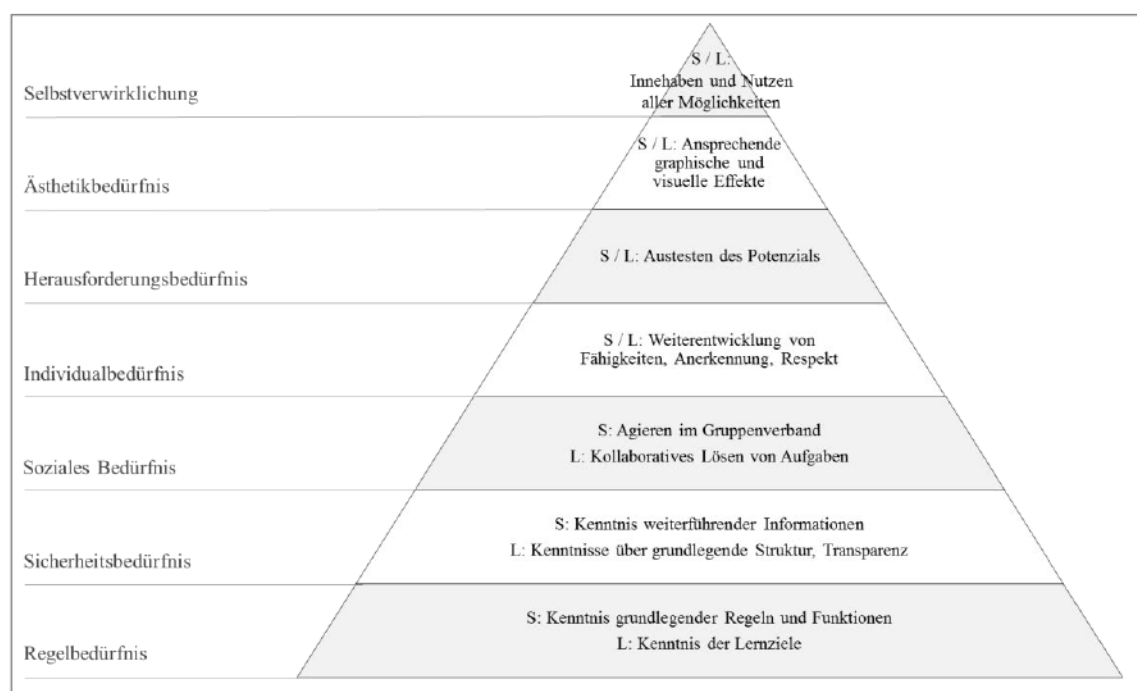 Selbstverwirklichung
S / L:
Innehaben und Nutzen
aller Möglichkeiten
Ästhetikbedürfnis
S / L: Ansprechende
graphische und
visuelle Effekte
Herausforderungsbedürfnis
S / L: Austesten des Potenzials
Individualbedürfnis
S / L: Weiterentwicklung von
Fähigkeiten, Anerkennung, Respekt
Soziales Bedürfnis
S: Agieren im Gruppenverband
L: Kollaboratives Lösen von Aufgaben
Sicherheitsbedürfnis
S: Kenntnis weiterführender Informationen
L: Kenntnisse über grundlegende Struktur, Transparenz
Regelbedürfnis
S: Kenntnis grundlegender Regeln und Funktionen
L: Kenntnis der Lernziele